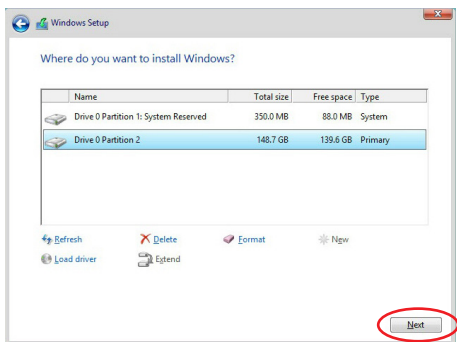 Windows Setup
Where do you want to install Windows?
Name Total size Free space Type
Drive 0 Partition 1: System Reserved 350.0 MB 88.0 MB System
Drive 0 Partition 2 148.7 GB 139.6 GB Primary
Refresh Delete Format New
Load driver Extend
Next